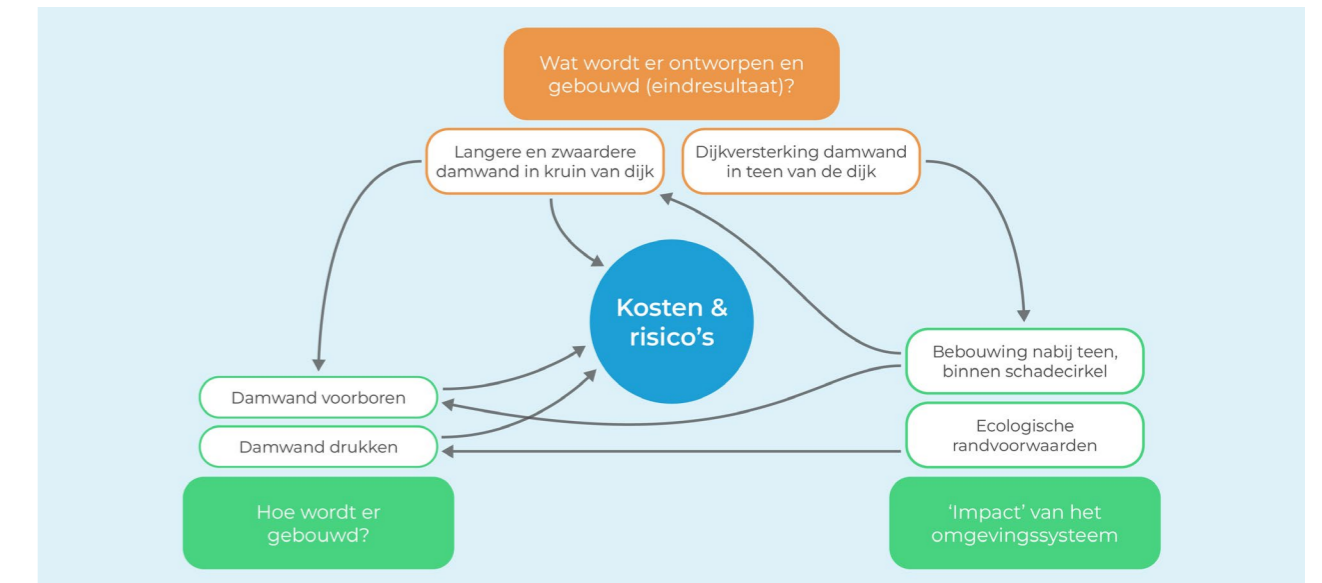 Wat wordt er ontworpen en
gebouwd (eindresultaat)?
Langere en zwaardere
damwand in kruin van dijk
Dijkversterking damwand
in teen van de dijk
Kosten &
risico’s
Bebouwing nabij teen,
binnen schadecirkel
Damwand voorboren
Ecologische
randvoorwaarden
Damwand drukken
Hoe wordt er
gebouwd?
‘Impact’ van het
omgevingssysteem